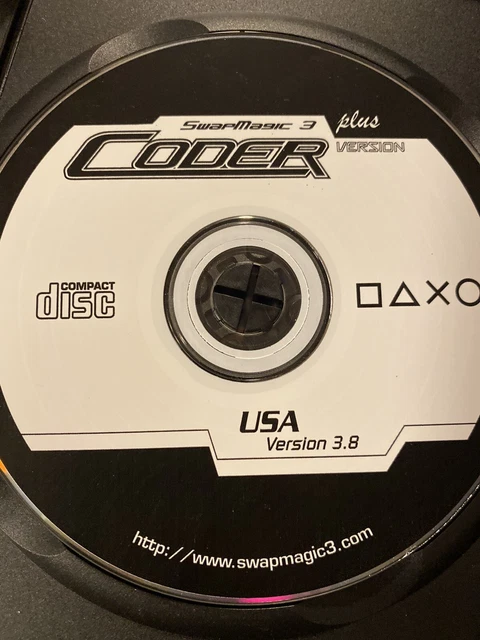 SwapMagic 3 plus
CODER VERSION
COMPACT
disc
USA
Version 3.8
http://www.swapmagic3.com